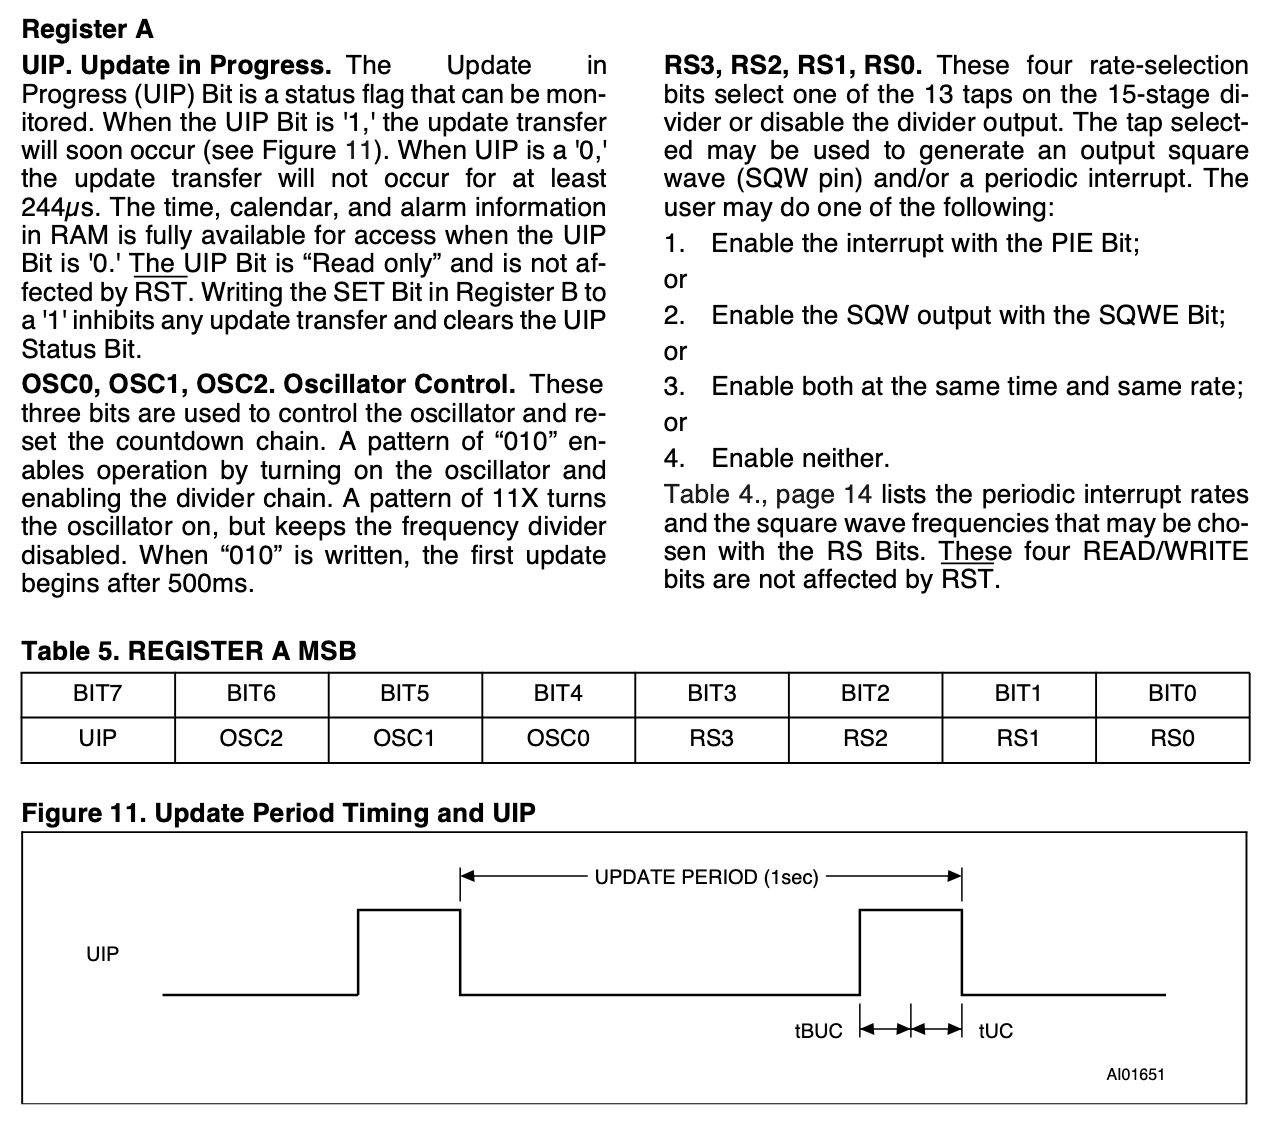 Register A
UIP. Update in Progress. The Update in
Progress (UIP) Bit is a status flag that can be mon-
itored. When the UIP Bit is '1,' the update transfer
will soon occur (see Figure 11). When UIP is a '0,'
the update transfer will not occur for at least
244µs. The time, calendar, and alarm information
in RAM is fully available for access when the UIP
Bit is '0.' The UIP Bit is “Read only” and is not af-
fected by RST. Writing the SET Bit in Register B to
a '1' inhibits any update transfer and clears the UIP
Status Bit.
OSC0, OSC1, OSC2. Oscillator Control. These
three bits are used to control the oscillator and re-
set the countdown chain. A pattern of “010” en-
ables operation by turning on the oscillator and
enabling the divider chain. A pattern of 11X turns
the oscillator on, but keeps the frequency divider
disabled. When “010” is written, the first update
begins after 500ms.
RS3, RS2, RS1, RS0. These four rate-selection
bits select one of the 13 taps on the 15-stage di-
vider or disable the divider output. The tap select-
ed may be used to generate an output square
wave (SQW pin) and/or a periodic interrupt. The
user may do one of the following:
1. Enable the interrupt with the PIE Bit;
or
2. Enable the SQW output with the SQWE Bit;
or
3. Enable both at the same time and same rate;
or
4. Enable neither.
Table 4., page 14 lists the periodic interrupt rates
and the square wave frequencies that may be cho-
sen with the RS Bits. These four READ/WRITE
bits are not affected by RST.
Table 5. REGISTER A MSB
BIT7 BIT6 BIT5 BIT4 BIT3 BIT2 BIT1 BIT0
UIP OSC2 OSC1 OSC0 RS3 RS2 RS1 RS0
Figure 11. Update Period Timing and UIP
UPDATE PERIOD (1sec)
UIP
tBUC tUC
AI01651